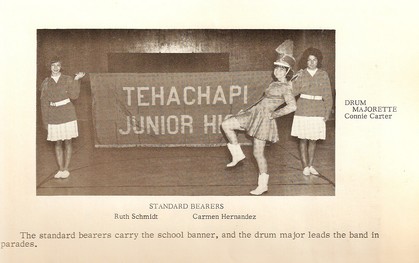 TEHACHAPI
JUNIOR HI
DRUM
MAJORETTE
Connie Carter
STANDARD BEARERS
Ruth Schmidt Carmen Hernandez
The standard bearers carry the school banner, and the drum major leads the band in
parades.